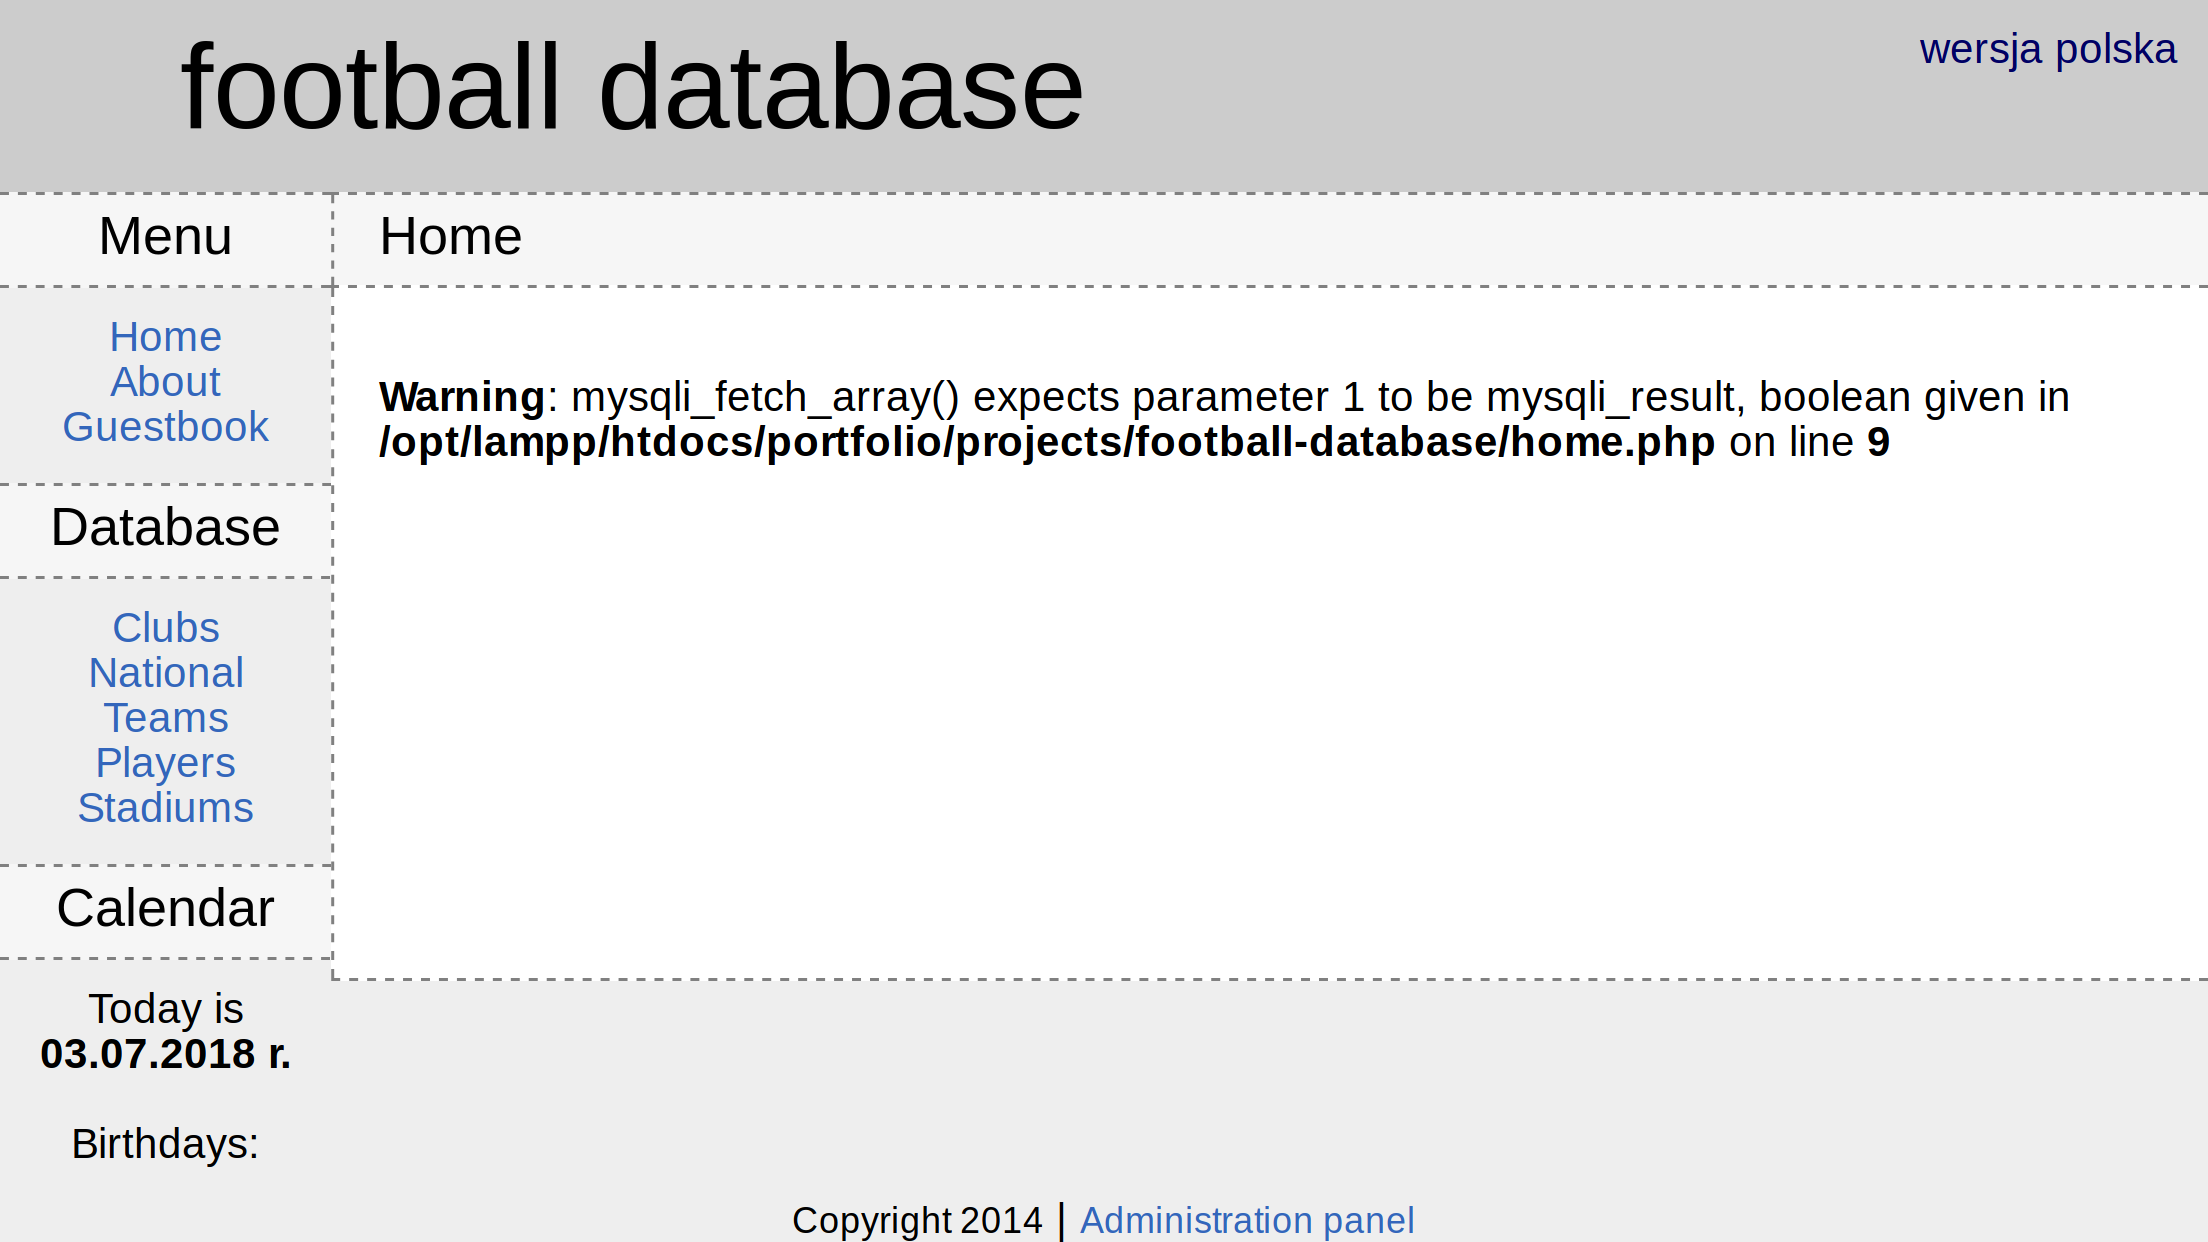 football database
wersja polska
Menu
Home
Home
About
Guestbook
Warning: mysqli_fetch_array() expects parameter 1 to be mysqli_result, boolean given in
/opt/lampp/htdocs/portfolio/projects/football-database/home.php on line 9
Database
Clubs
National
Teams
Players
Stadiums
Calendar
Today is
03.07.2018 r.
Birthdays:
Copyright 2014 | Administration panel